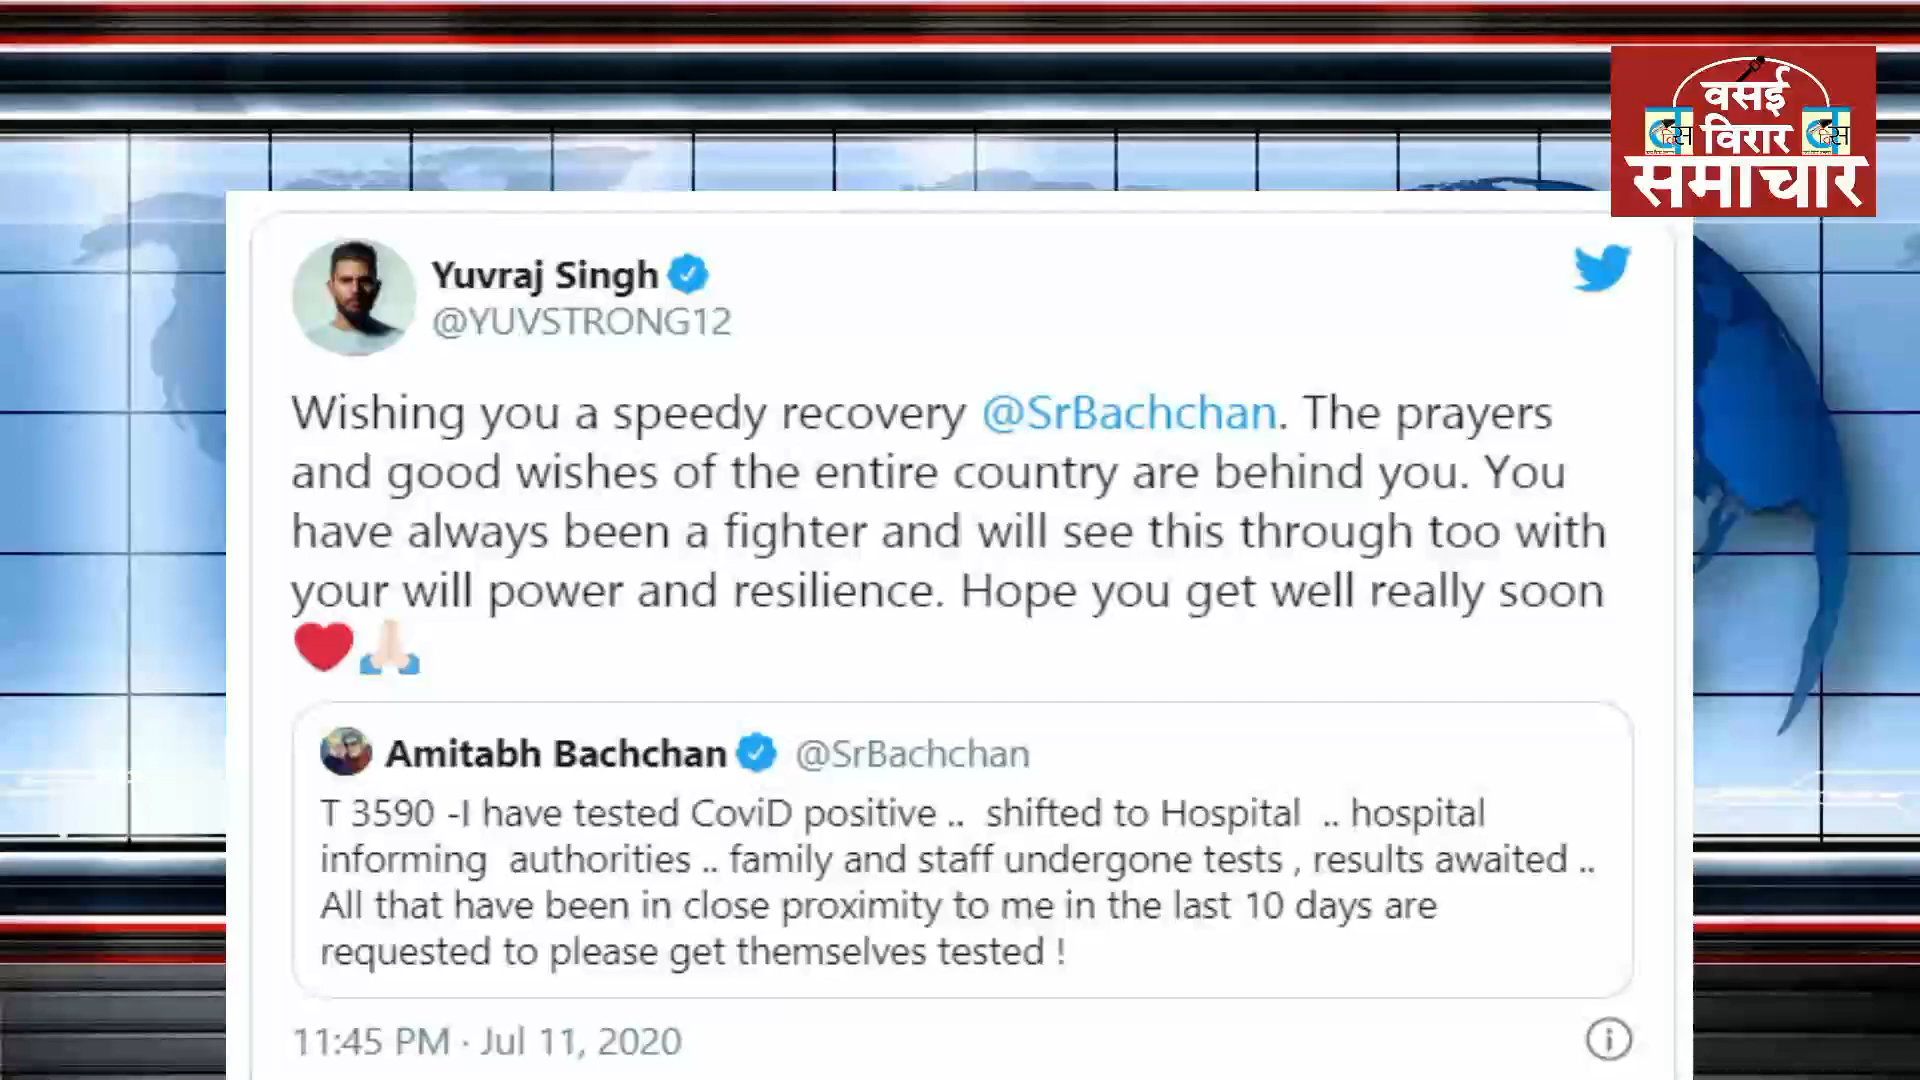 वसई
विरार
समाचार
Yuvraj Singh
@YUVSTRONG12
Wishing you a speedy recovery @SrBachchan. The prayers
and good wishes of the entire country are behind you. You
have always been a fighter and will see this through too with
your will power and resilience. Hope you get well really soon
❤️🙏🏻
Amitabh Bachchan @SrBachchan
T 3590 -I have tested CoviD positive .. shifted to Hospital .. hospital
informing authorities .. family and staff undergone tests , results awaited ..
All that have been in close proximity to me in the last 10 days are
requested to please get themselves tested !
11:45 PM · Jul 11, 2020